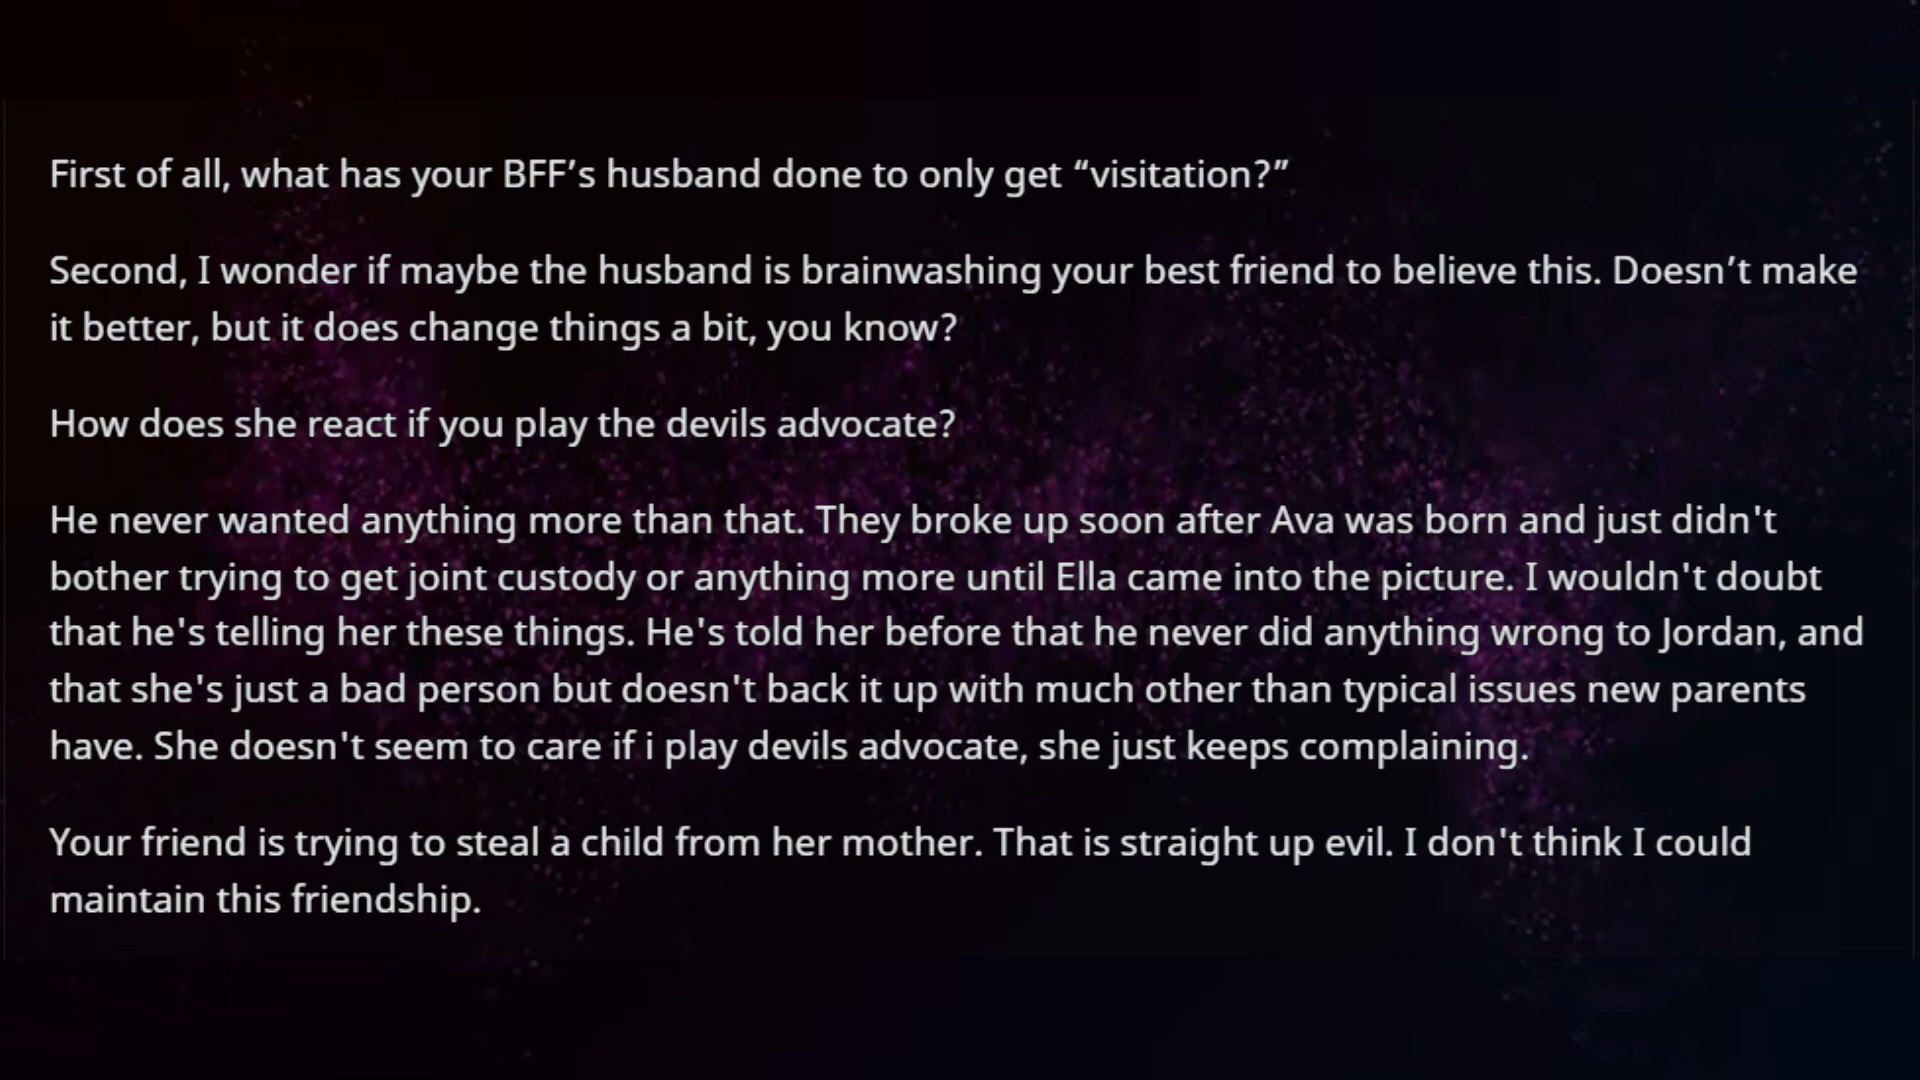 First of all, what has your BFF’s husband done to only get “visitation?”
Second, I wonder if maybe the husband is brainwashing your best friend to believe this. Doesn’t make
it better, but it does change things a bit, you know?
How does she react if you play the devils advocate?
He never wanted anything more than that. They broke up soon after Ava was born and just didn't
bother trying to get joint custody or anything more until Ella came into the picture. I wouldn't doubt
that he's telling her these things. He's told her before that he never did anything wrong to Jordan, and
that she's just a bad person but doesn't back it up with much other than typical issues new parents
have. She doesn't seem to care if i play devils advocate, she just keeps complaining.
Your friend is trying to steal a child from her mother. That is straight up evil. I don't think I could
maintain this friendship.